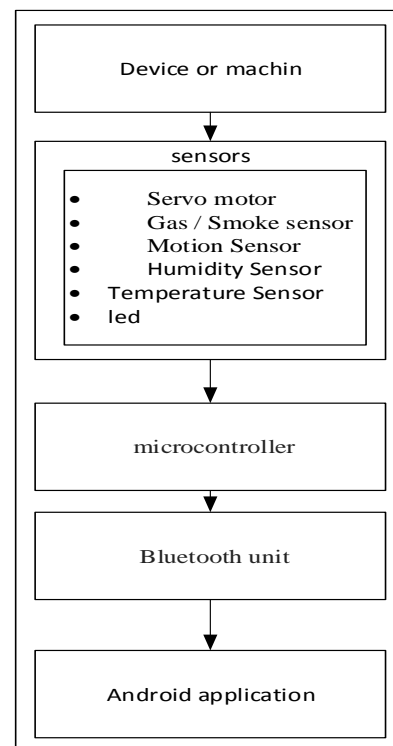 Device or machin
sensors
• Servo motor
• Gas / Smoke sensor
• Motion Sensor
• Humidity Sensor
• Temperature Sensor
• led
microcontroller
Bluetooth unit
Android application